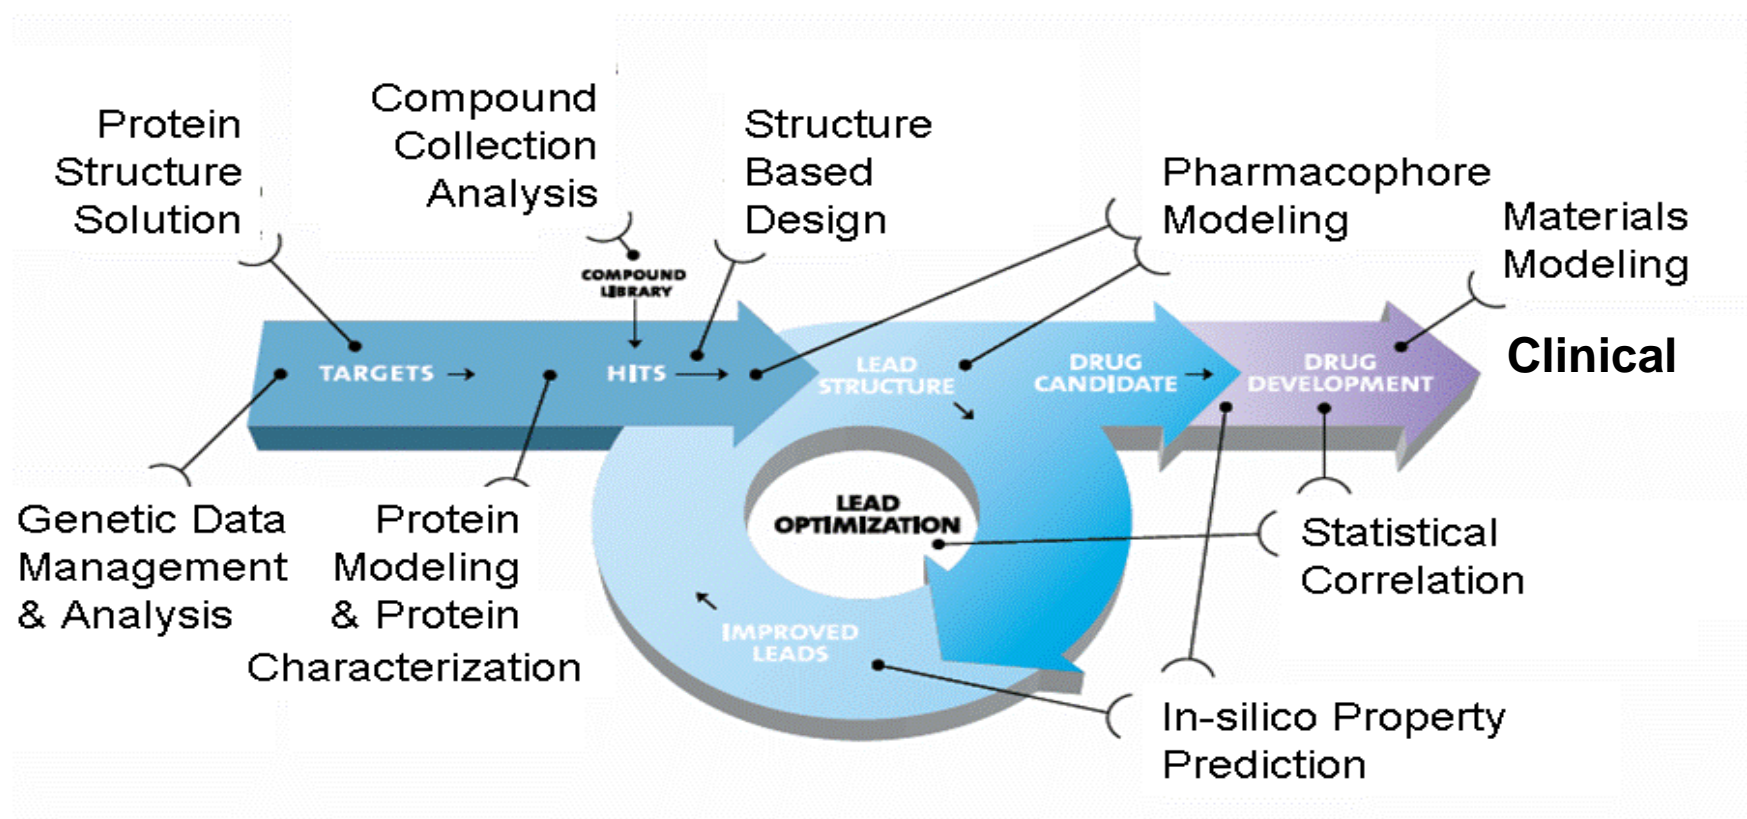 Protein
Structure
Solution
Compound
Collection
Analysis
Structure
Based
Design
Pharmacophore
Modeling
Materials
Modeling
COMPOUND
LIBRARY
TARGETS
HITS
LEAD
STRUCTURE
DRUG
CANDIDATE
DRUG
DEVELOPMENT
Clinical
LEAD
OPTIMIZATION
IMPROVED
LEADS
Genetic Data
Management
& Analysis
Protein
Modeling
& Protein
Characterization
Statistical
Correlation
In-silico Property
Prediction